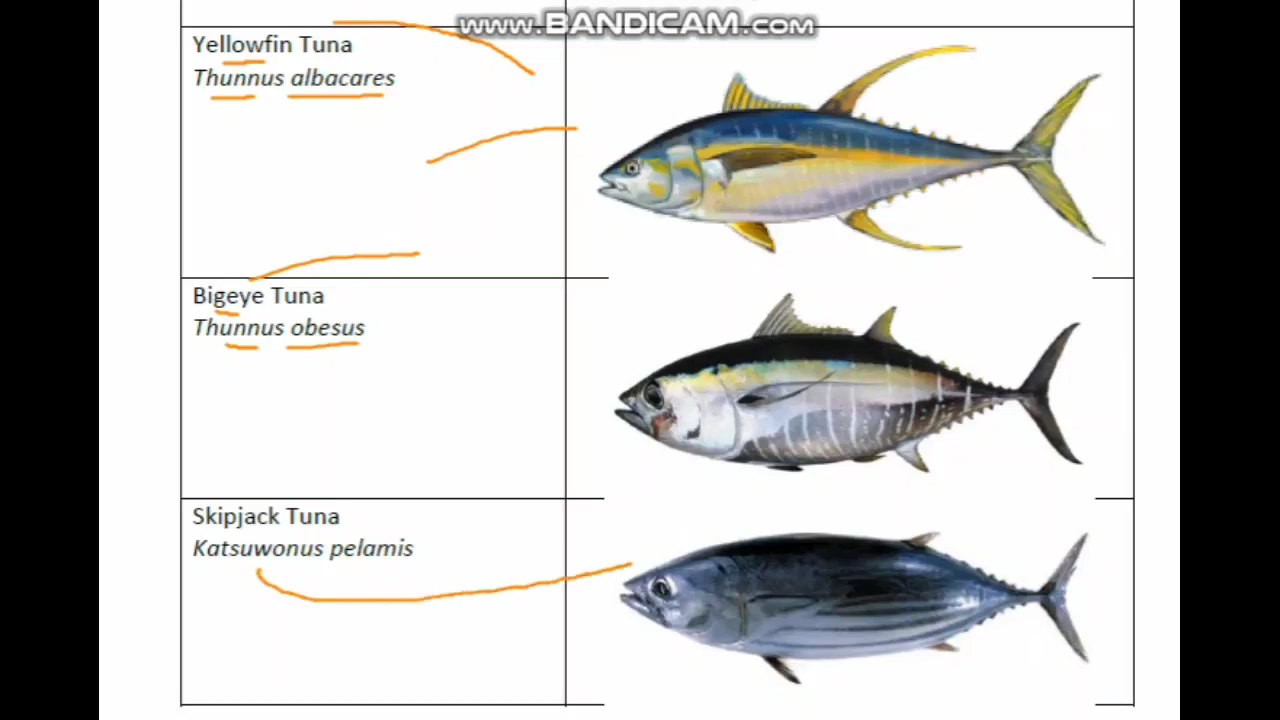 www.BANDICAM.com
Yellowfin Tuna
Thunnus albacares
Bigeye Tuna
Thunnus obesus
Skipjack Tuna
Katsuwonus pelamis